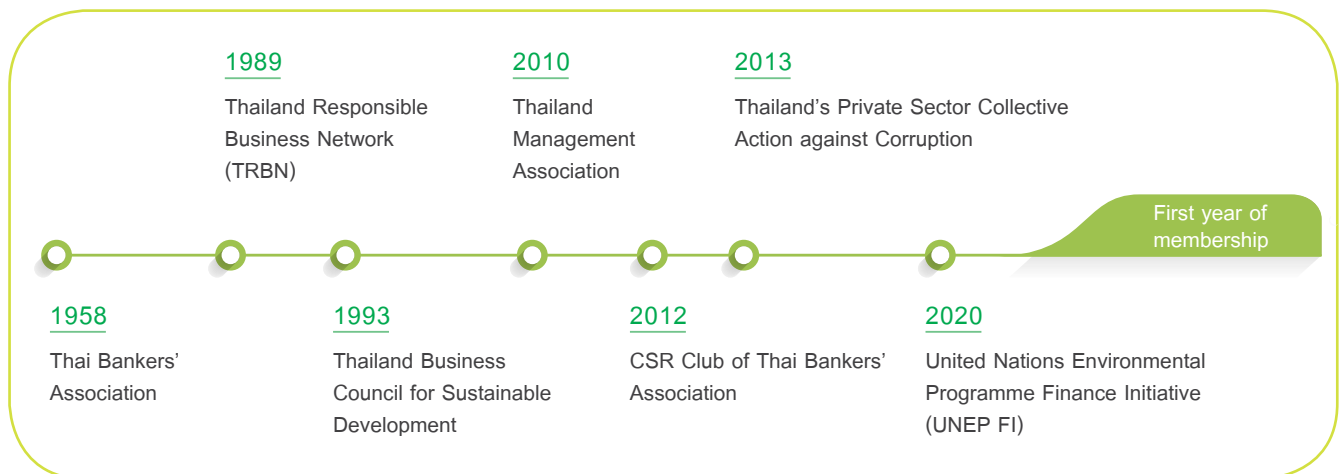 1989
Thailand Responsible
Business Network
(TRBN)
2010
Thailand
Management
Association
2013
Thailand’s Private Sector Collective
Action against Corruption
First year of
membership
1958
Thai Bankers’
Association
1993
Thailand Business
Council for Sustainable
Development
2012
CSR Club of Thai Bankers’
Association
2020
United Nations Environmental
Programme Finance Initiative
(UNEP FI)